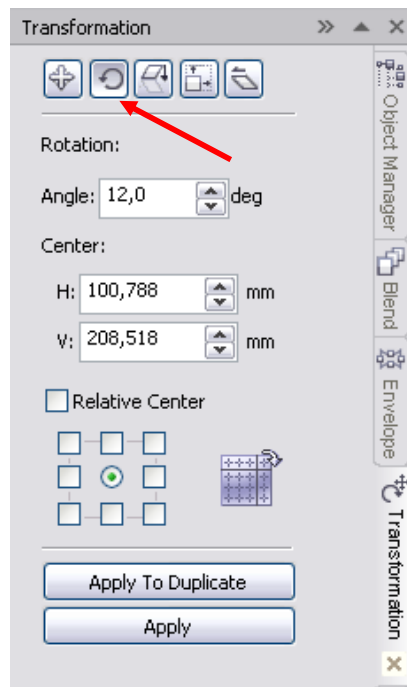 Transformation
Rotation:
Angle: 12,0 deg
Center:
H: 100,788 mm
V: 208,518 mm
Relative Center
Apply To Duplicate
Apply
Object Manager
Blend
Envelope
Transformation